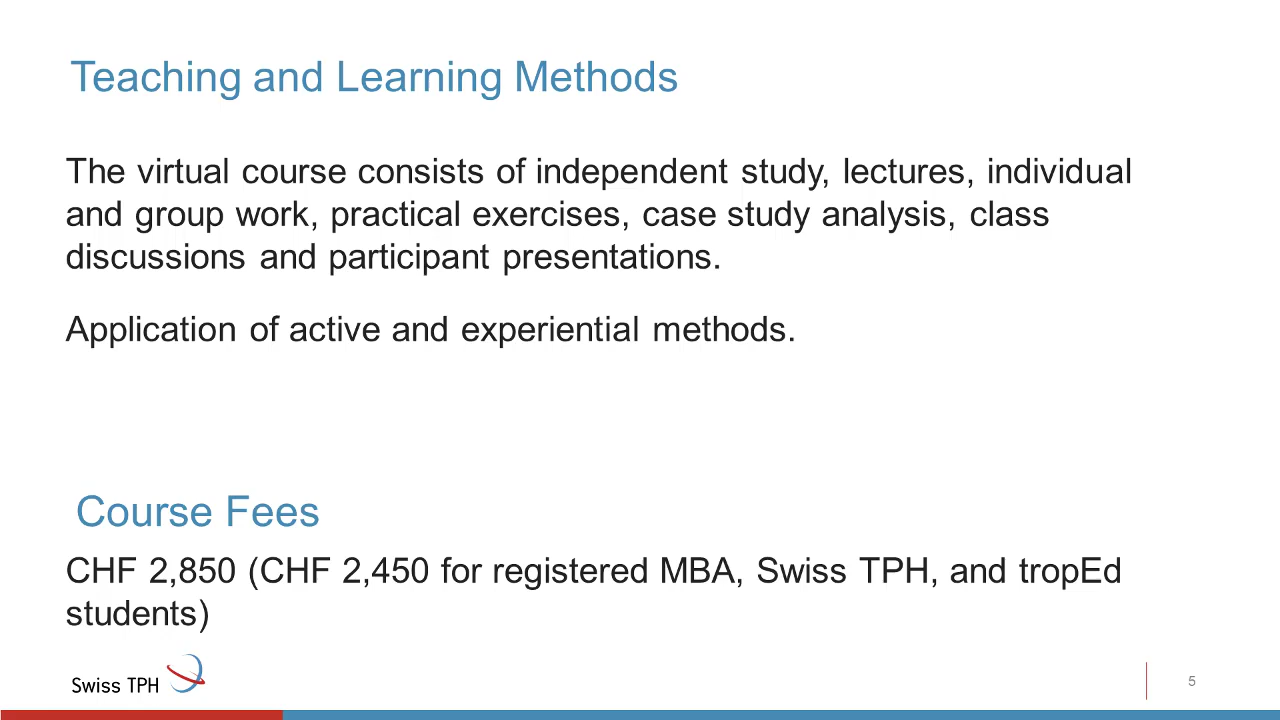 Teaching and Learning Methods
The virtual course consists of independent study, lectures, individual
and group work, practical exercises, case study analysis, class
discussions and participant presentations.
Application of active and experiential methods.
Course Fees
CHF 2,850 (CHF 2,450 for registered MBA, Swiss TPH, and tropEd
students)
Swiss TPH
5